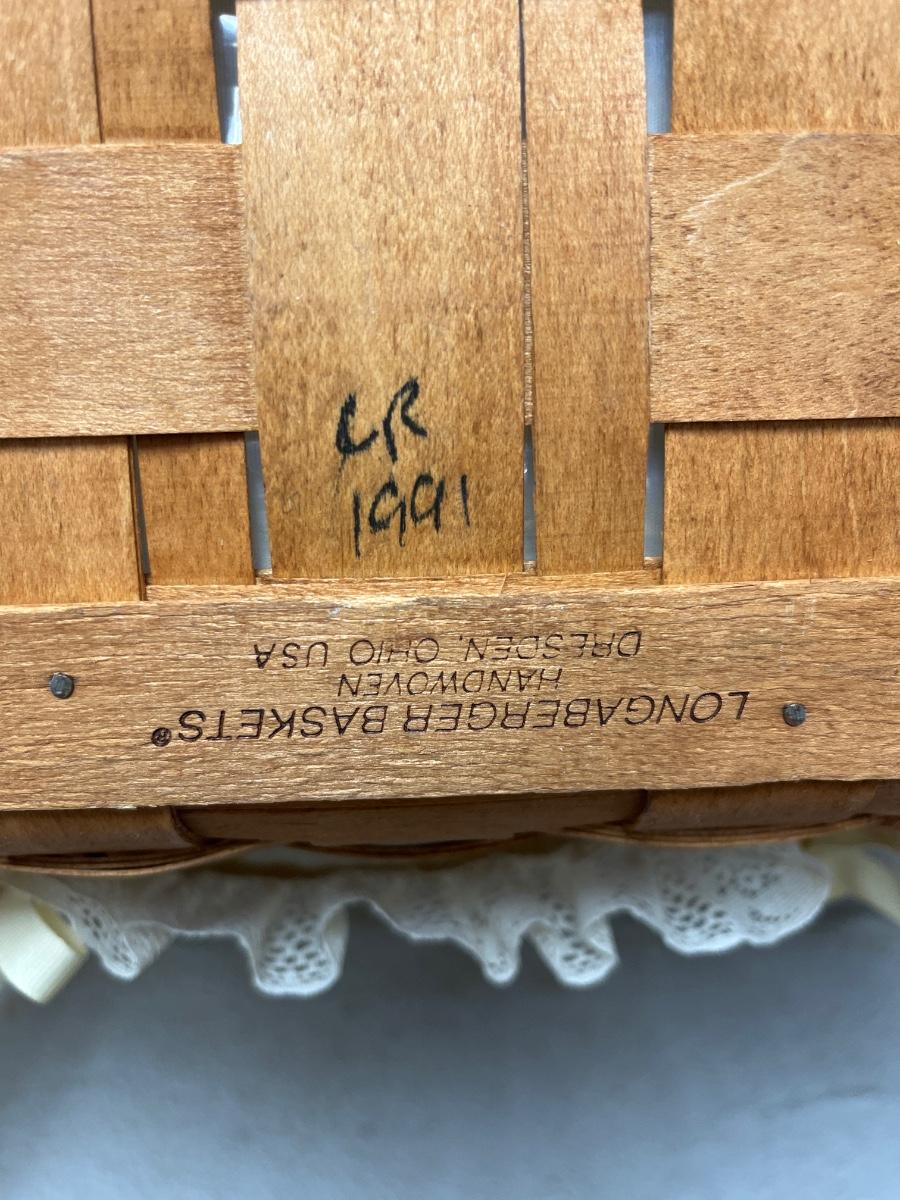 CR
1991
LONGABERGER BASKETS®
HANDWOVEN
DRESDEN, OHIO USA